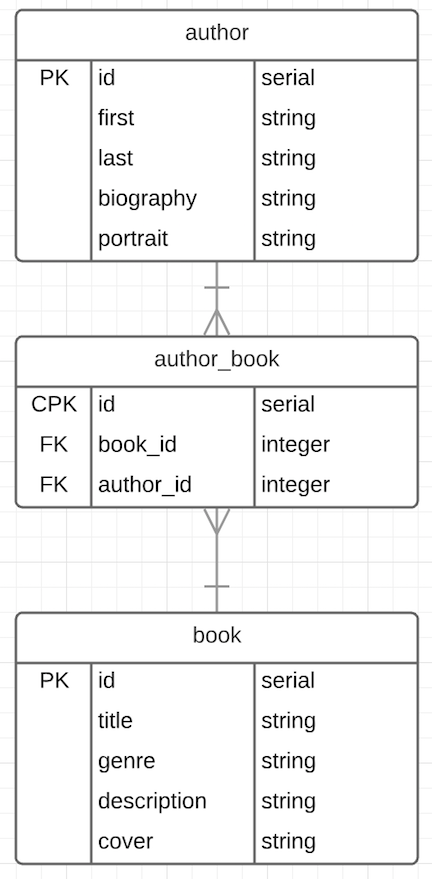 author
PK id serial
first string
last string
biography string
portrait string
author_book
CPK id serial
FK book_id integer
FK author_id integer
book
PK id serial
title string
genre string
description string
cover string